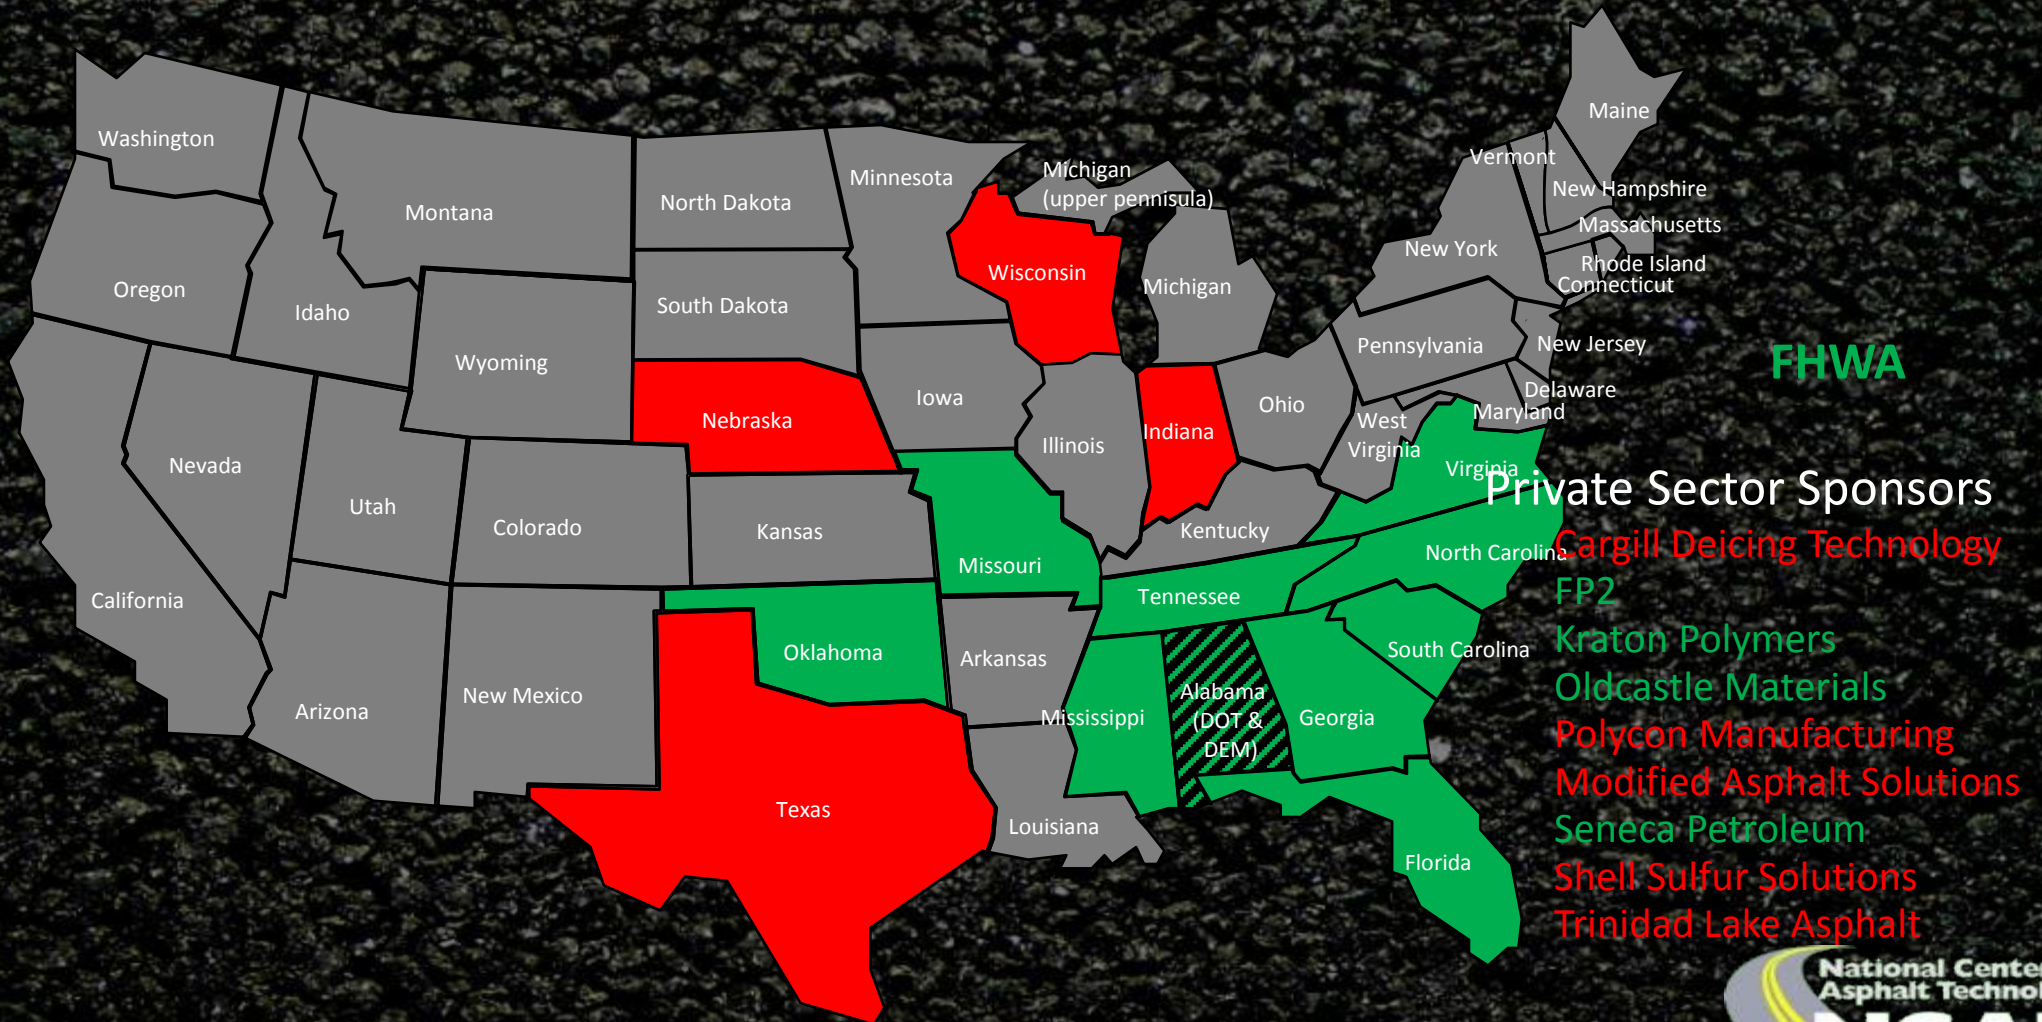 Washington
Oregon
California
Nevada
Idaho
Montana
Wyoming
Utah
Colorado
Arizona
New Mexico
North Dakota
South Dakota
Nebraska
Kansas
Oklahoma
Texas
Minnesota
Iowa
Missouri
Arkansas
Louisiana
Wisconsin
Illinois
Michigan
(upper pennisula)
Michigan
Indiana
Ohio
Kentucky
Tennessee
Mississippi
Alabama
(DOT &
DEM)
Georgia
Florida
South Carolina
North Carolina
Virginia
West
Virginia
Maryland
Delaware
Pennsylvania
New Jersey
New York
Connecticut
Rhode Island
Massachusetts
New Hampshire
Vermont
Maine
FHWA
Private Sector Sponsors
Cargill Deicing Technology
FP2
Kraton Polymers
Oldcastle Materials
Polycon Manufacturing
Modified Asphalt Solutions
Seneca Petroleum
Shell Sulfur Solutions
Trinidad Lake Asphalt
National Cente
Asphalt Technol